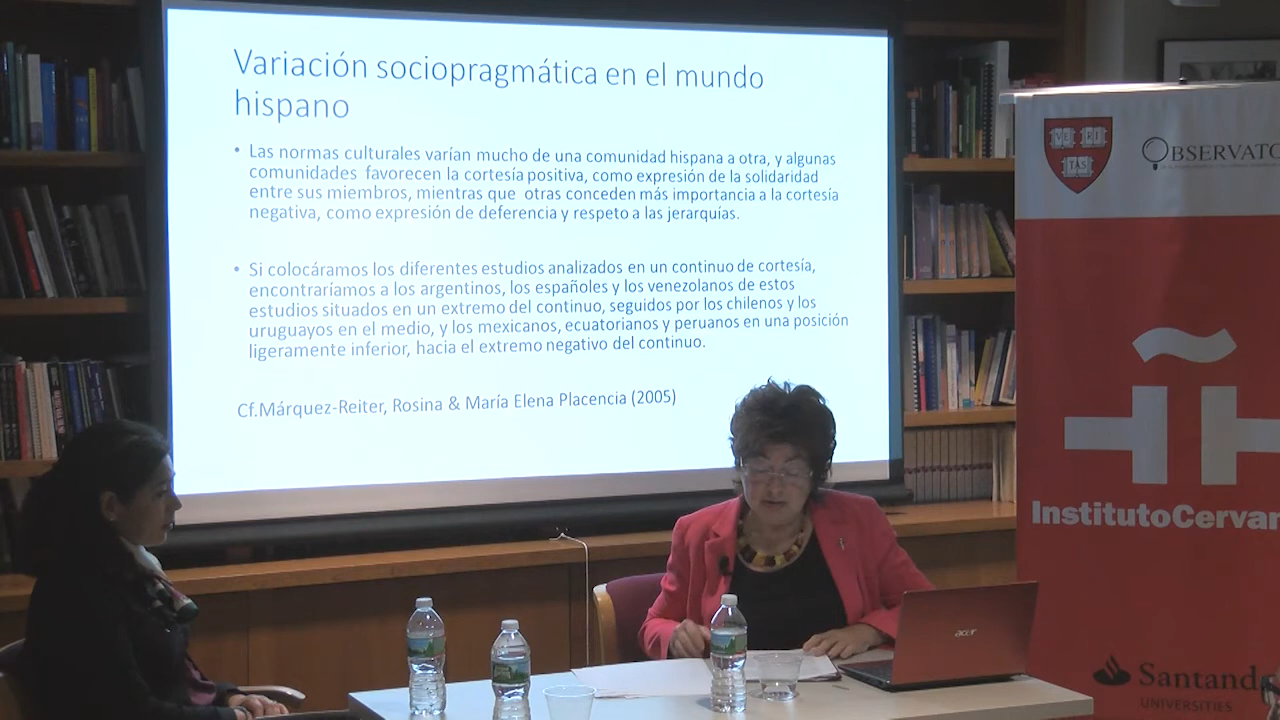 Variación sociopragmática en el mundo
hispano
• Las normas culturales varían mucho de una comunidad hispana a otra, y algunas
comunidades favorecen la cortesía positiva, como expresión de la solidaridad
entre sus miembros, mientras que otras conceden más importancia a la cortesía
negativa, como expresión de deferencia y respeto a las jerarquías.
• Si colocáramos los diferentes estudios analizados en un continuo de cortesía,
encontraríamos a los argentinos, los españoles y los venezolanos de estos
estudios situados en un extremo del continuo, seguidos por los chilenos y los
uruguayos en el medio, y los mexicanos, ecuatorianos y peruanos en una posición
ligeramente inferior, hacia el extremo negativo del continuo.
Cf.Márquez-Reiter, Rosina & María Elena Placencia (2005)
VE RI
TAS
OBSERVATO
InstitutoCervan
Santand
UNIVERSITIES
acer